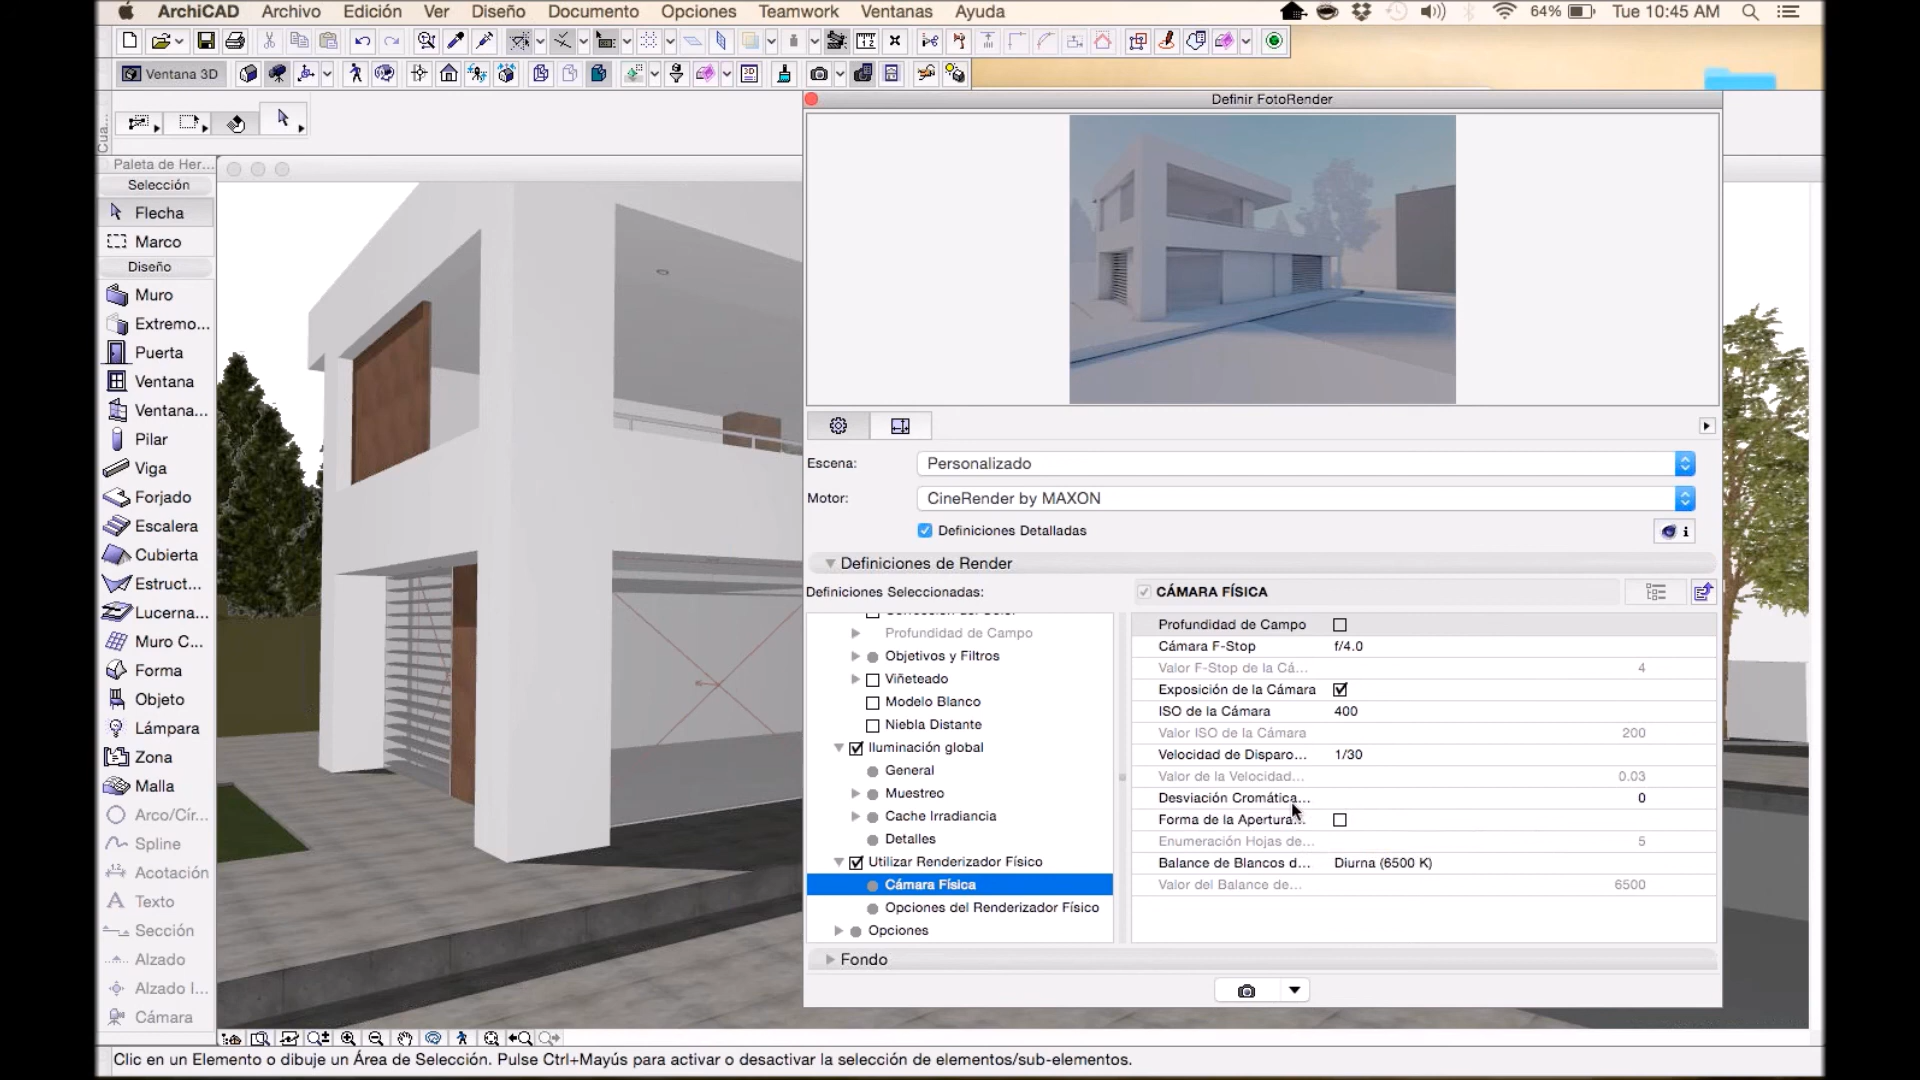 ArchiCAD Archivo Edición Ver Diseño Documento Opciones Teamwork Ventanas Ayuda 64% Tue 10:45 AM
Ventana 3D
Definir FotoRender
Cua...
Paleta de Her...
Selección
Flecha
Marco
Diseño
Muro
Extremo...
Puerta
Ventana
Ventana...
Pilar
Viga
Forjado
Escalera
Cubierta
Estruct...
Lucerna...
Muro C...
Forma
Objeto
Lámpara
Zona
Malla
Arco/Cír...
Spline
Acotación
Texto
Sección
Alzado
Alzado I...
Cámara
Escena: Personalizado
Motor: CineRender by MAXON
Definiciones Detalladas
Definiciones de Render
Definiciones Seleccionadas:
Profundidad de Campo
Objetivos y Filtros
Viñeteado
Modelo Blanco
Niebla Distante
Iluminación global
General
Muestreo
Cache Irradiancia
Detalles
Utilizar Renderizador Físico
Cámara Física
Opciones del Renderizador Físico
Opciones
CÁMARA FÍSICA
Profundidad de Campo
Cámara F-Stop f/4.0
Valor F-Stop de la Cá... 4
Exposición de la Cámara
ISO de la Cámara 400
Valor ISO de la Cámara 200
Velocidad de Disparo... 1/30
Valor de la Velocidad... 0.03
Desviación Cromática... 0
Forma de la Apertura...
Enumeración Hojas de... 5
Balance de Blancos d... Diurna (6500 K)
Valor del Balance de... 6500
Fondo
Clic en un Elemento o dibuje un Área de Selección. Pulse Ctrl+Mayús para activar o desactivar la selección de elementos/sub-elementos.